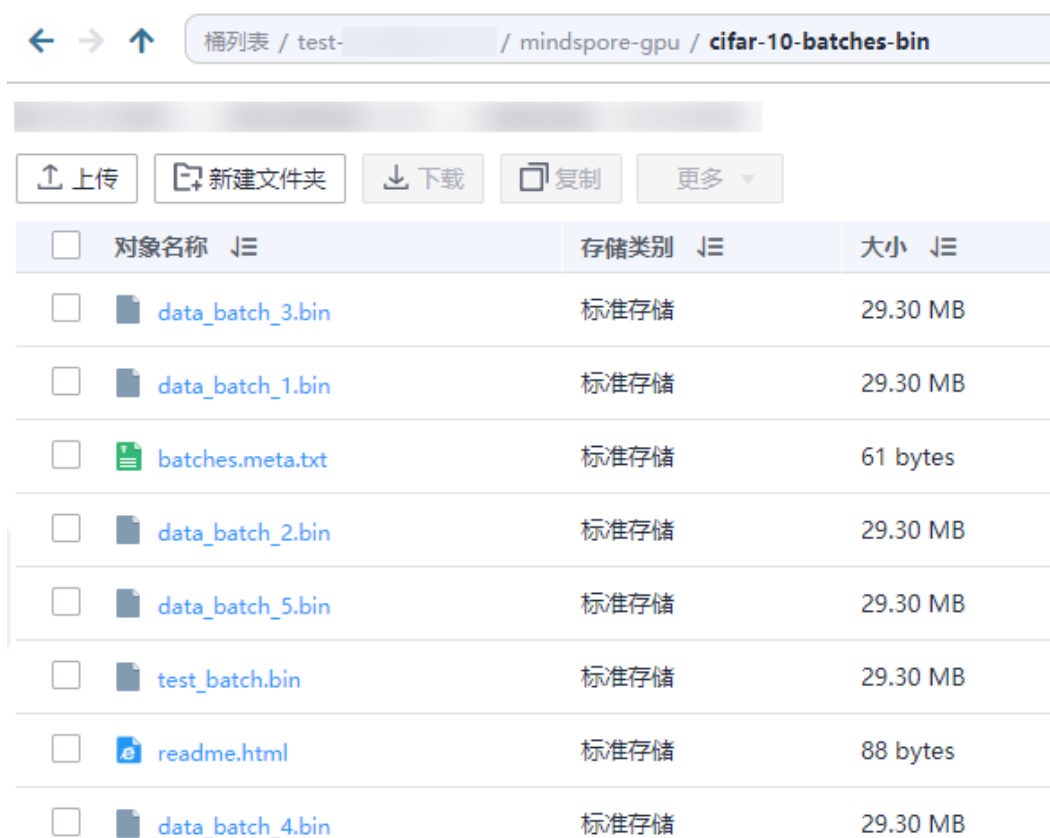 桶列表 / test- / mindspore-gpu / cifar-10-batches-bin
上传 新建文件夹 下载 复制 更多
对象名称 存储类别 大小
data_batch_3.bin 标准存储 29.30 MB
data_batch_1.bin 标准存储 29.30 MB
batches.meta.txt 标准存储 61 bytes
data_batch_2.bin 标准存储 29.30 MB
data_batch_5.bin 标准存储 29.30 MB
test_batch.bin 标准存储 29.30 MB
readme.html 标准存储 88 bytes
data_batch_4.bin 标准存储 29.30 MB